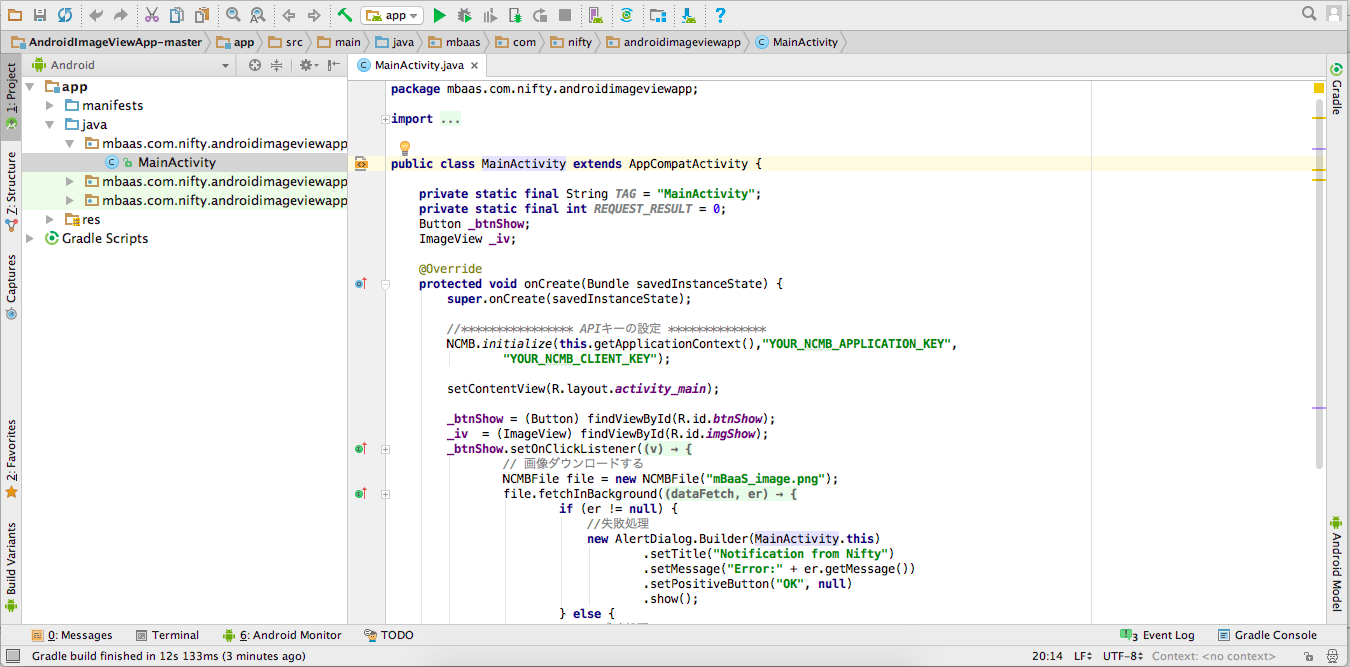 app
AndroidImageViewApp-master app src main java mbaas com nifty androidimageviewapp MainActivity
1: Project
Z: Structure
Captures
2: Favorites
Build Variants
Android
app
manifests
java
mbaas.com.nifty.androidimageviewapp
MainActivity
mbaas.com.nifty.androidimageviewapp
mbaas.com.nifty.androidimageviewapp
res
Gradle Scripts
MainActivity.java
package mbaas.com.nifty.androidimageviewapp;
import ...
public class MainActivity extends AppCompatActivity {
private static final String TAG = "MainActivity";
private static final int REQUEST_RESULT = 0;
Button _btnShow;
ImageView _iv;
@Override
protected void onCreate(Bundle savedInstanceState) {
super.onCreate(savedInstanceState);
//**************** APIキーの設定 **************
NCMB.initialize(this.getApplicationContext(),"YOUR_NCMB_APPLICATION_KEY",
"YOUR_NCMB_CLIENT_KEY");
setContentView(R.layout.activity_main);
_btnShow = (Button) findViewById(R.id.btnShow);
_iv = (ImageView) findViewById(R.id.imgShow);
_btnShow.setOnClickListener((v) → {
// 画像ダウンロードする
NCMBFile file = new NCMBFile("mBaaS_image.png");
file.fetchInBackground((dataFetch, er) → {
if (er != null) {
//失敗処理
new AlertDialog.Builder(MainActivity.this)
.setTitle("Notification from Nifty")
.setMessage("Error:" + er.getMessage())
.setPositiveButton("OK", null)
.show();
} else {
Gradle
Android Model
0: Messages Terminal 6: Android Monitor TODO 3 Event Log Gradle Console
Gradle build finished in 12s 133ms (3 minutes ago) 20:14 LF UTF-8 Context: <no context>